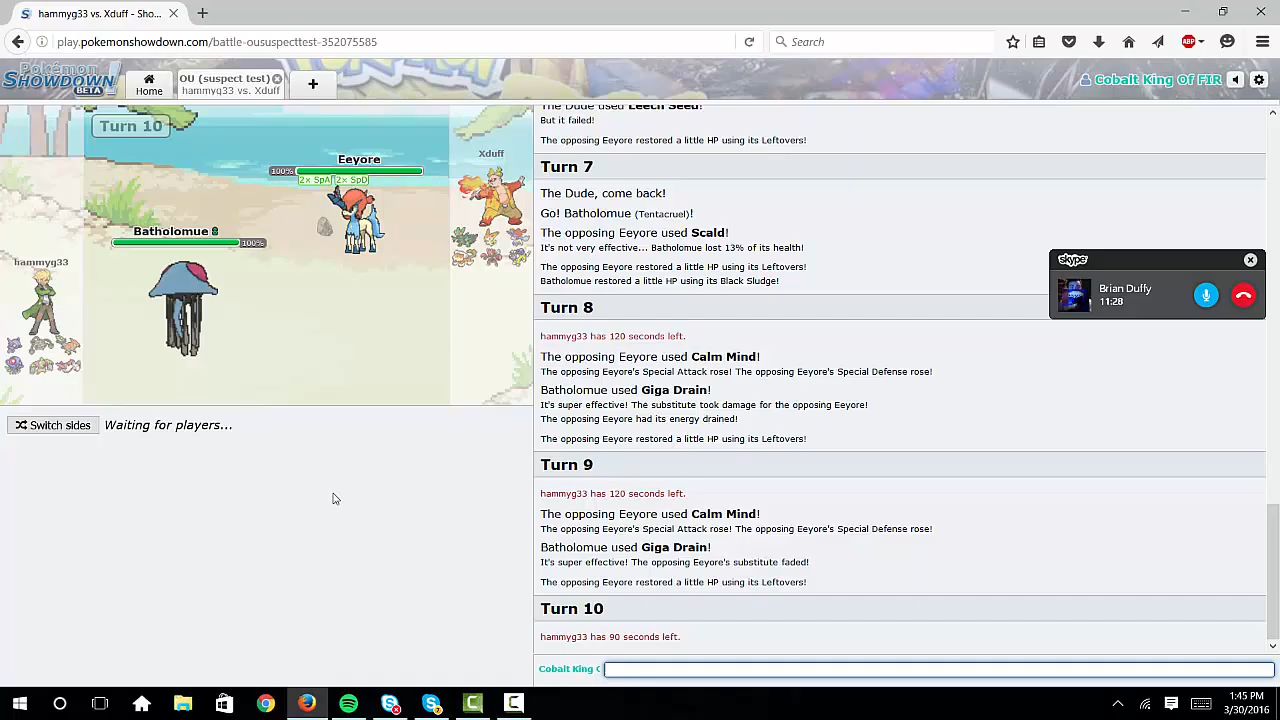 hammyg33 vs. Xduff - Sho...
play.pokemonshowdown.com/battle-oususpecttest-352075585
Search
ABP
Pokémon
SHOWDOWN!
BETA
Home
OU (suspect test)
hammyg33 vs. Xduff
Cobalt King Of FIR
Turn 10
Eeyore
100%
2x SpA 2x SpD
Xduff
Batholomue
100%
hammyg33
Switch sides
Waiting for players...
The Dude used Leech Seed!
But it failed!
The opposing Eeyore restored a little HP using its Leftovers!
Turn 7
The Dude, come back!
Go! Batholomue (Tentacruel)!
The opposing Eeyore used Scald!
It's not very effective... Batholomue lost 13% of its health!
The opposing Eeyore restored a little HP using its Leftovers!
Batholomue restored a little HP using its Black Sludge!
Turn 8
hammyg33 has 120 seconds left.
The opposing Eeyore used Calm Mind!
The opposing Eeyore's Special Attack rose! The opposing Eeyore's Special Defense rose!
Batholomue used Giga Drain!
It's super effective! The substitute took damage for the opposing Eeyore!
The opposing Eeyore had its energy drained!
The opposing Eeyore restored a little HP using its Leftovers!
Turn 9
hammyg33 has 120 seconds left.
The opposing Eeyore used Calm Mind!
The opposing Eeyore's Special Attack rose! The opposing Eeyore's Special Defense rose!
Batholomue used Giga Drain!
It's super effective! The opposing Eeyore's substitute faded!
The opposing Eeyore restored a little HP using its Leftovers!
Turn 10
hammyg33 has 90 seconds left.
Cobalt King O
skype
Brian Duffy
11:28
1:45 PM
3/30/2016